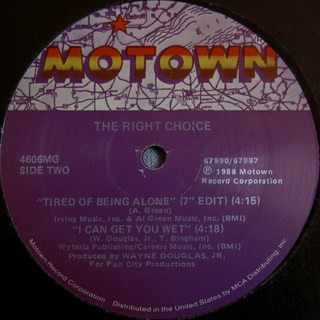 Detroit
MOTOWN
THE RIGHT CHOICE
4606MG
SIDE TWO
67990/67987
℗ 1988 Motown
Record Corporation
"TIRED OF BEING ALONE" (7" EDIT) (4:15)
(A. Green)
Irving Music, Inc. & Al Green Music, Inc. (BMI)
"I CAN GET YOU WET" (4:18)
(W. Douglas, Jr., T. Bingham)
Wyteria Publishing/Careers Music, Inc. (BMI)
Produced by WAYNE DOUGLAS, JR.
For Fun City Productions
Motown Record Corporation
Distributed in the United States by MCA Distributing, Inc.